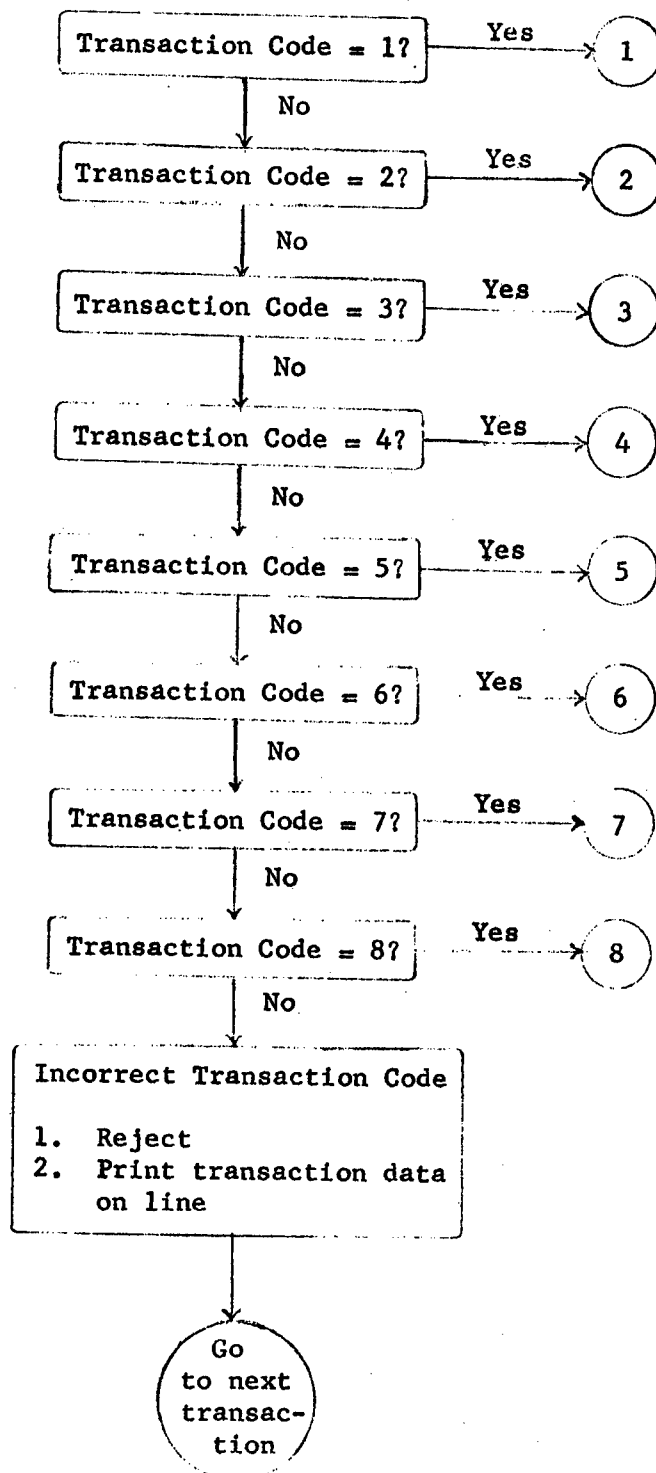 Transaction Code = 1?
Yes
1
No
Transaction Code = 2?
Yes
2
No
Transaction Code = 3?
Yes
3
No
Transaction Code = 4?
Yes
4
No
Transaction Code = 5?
Yes
5
No
Transaction Code = 6?
Yes
6
No
Transaction Code = 7?
Yes
7
No
Transaction Code = 8?
Yes
8
No
Incorrect Transaction Code
1. Reject
2. Print transaction data
on line
Go
to next
transac-
tion